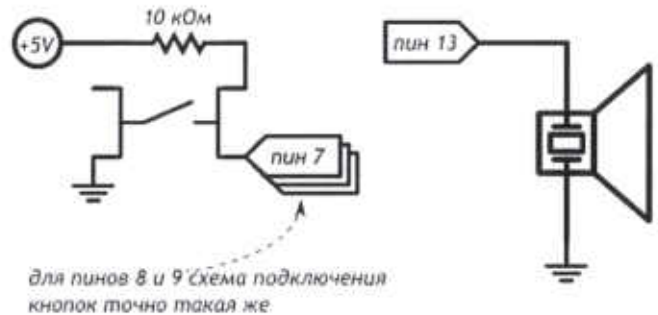 10 кОм
+5V
пин 13
пин 7
для пинов 8 и 9 схема подключения
кнопок точно такая же